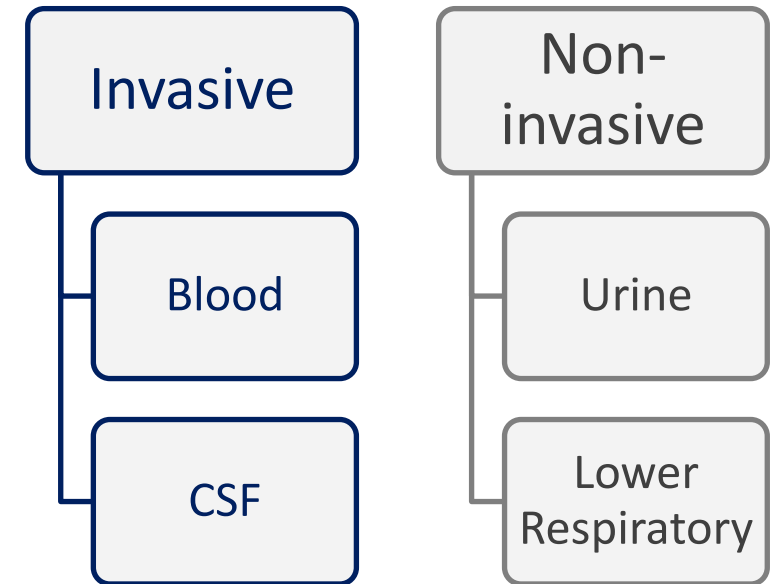 Invasive
Blood
CSF
Non-
invasive
Urine
Lower
Respiratory